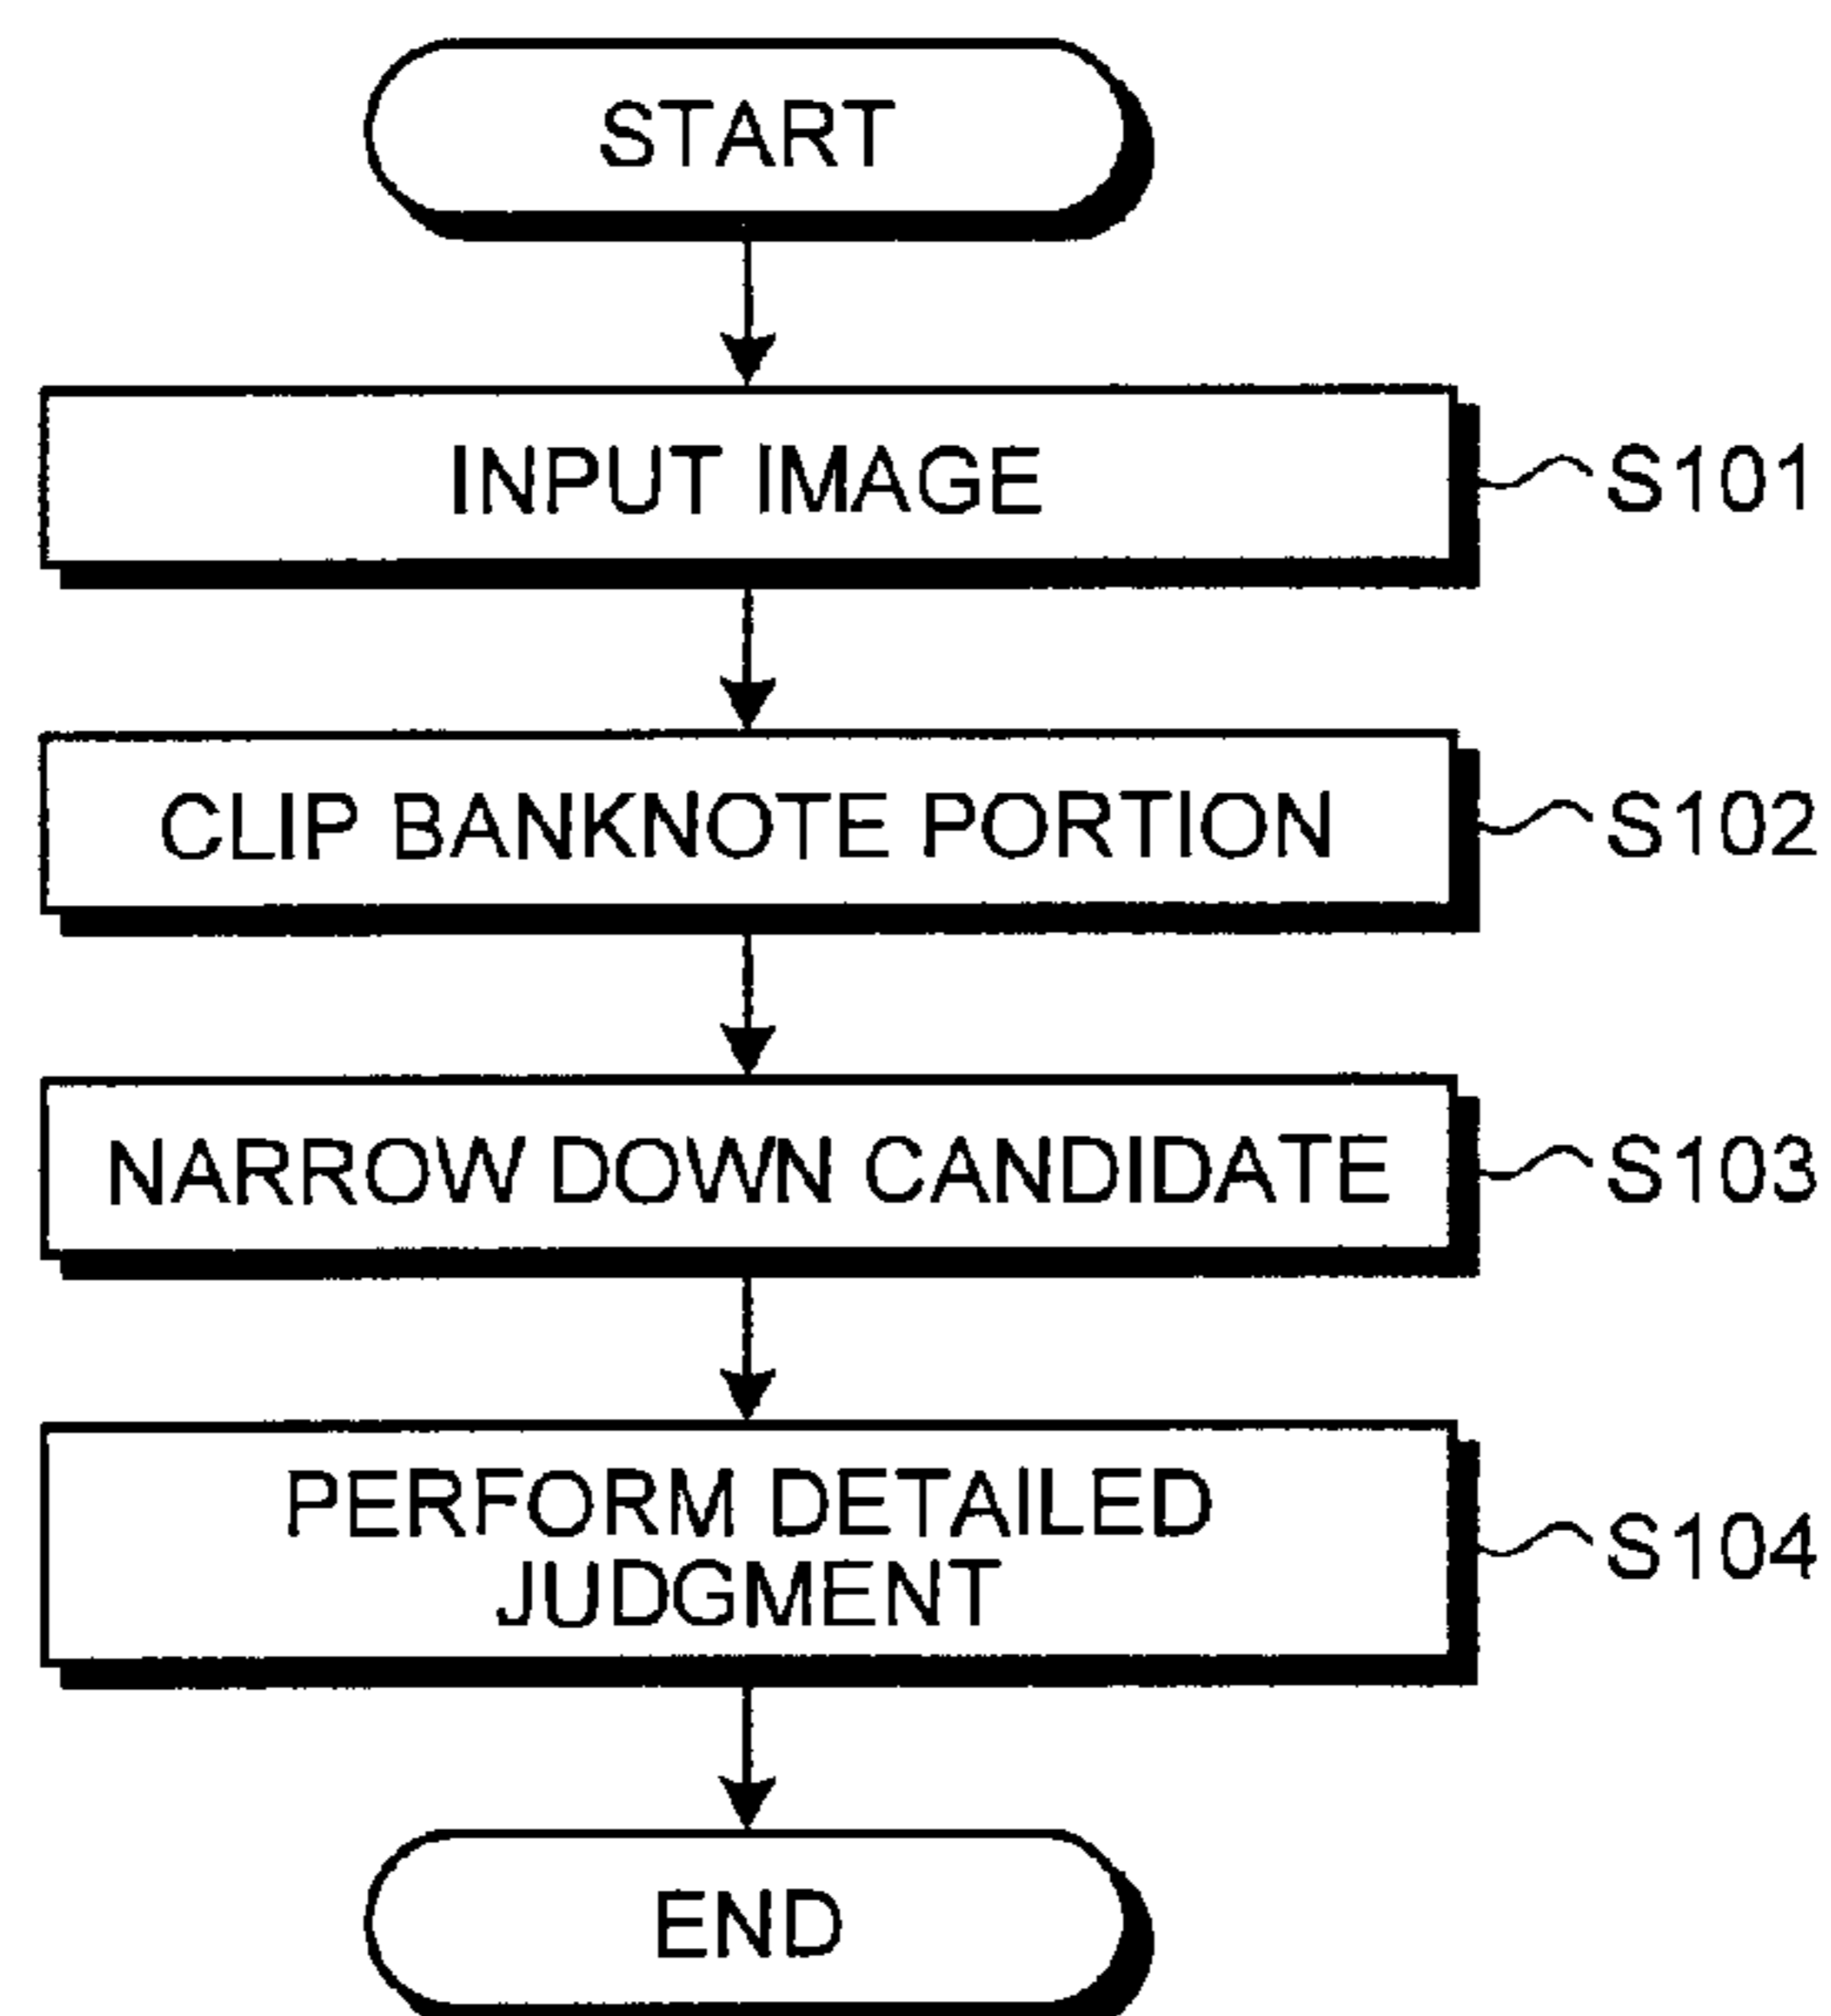 START
INPUT IMAGE
S101
CLIP BANKNOTE PORTION
S102
NARROW DOWN CANDIDATE
S103
PERFORM DETAILED
JUDGMENT
S104
END